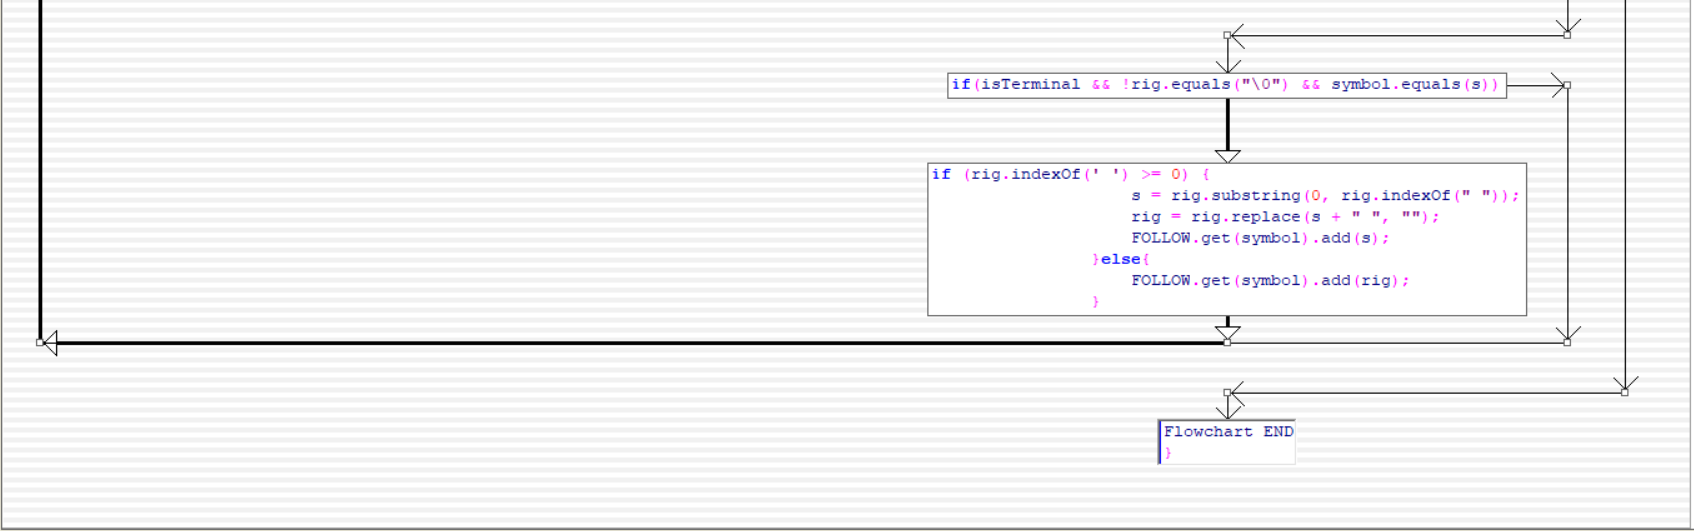 if(isTerminal && !rig.equals("\0") && symbol.equals(s))
if (rig.indexOf(' ') >= 0) {
s = rig.substring(0, rig.indexOf(" "));
rig = rig.replace(s + " ", "");
FOLLOW.get(symbol).add(s);
}else{
FOLLOW.get(symbol).add(rig);
}
Flowchart END
}